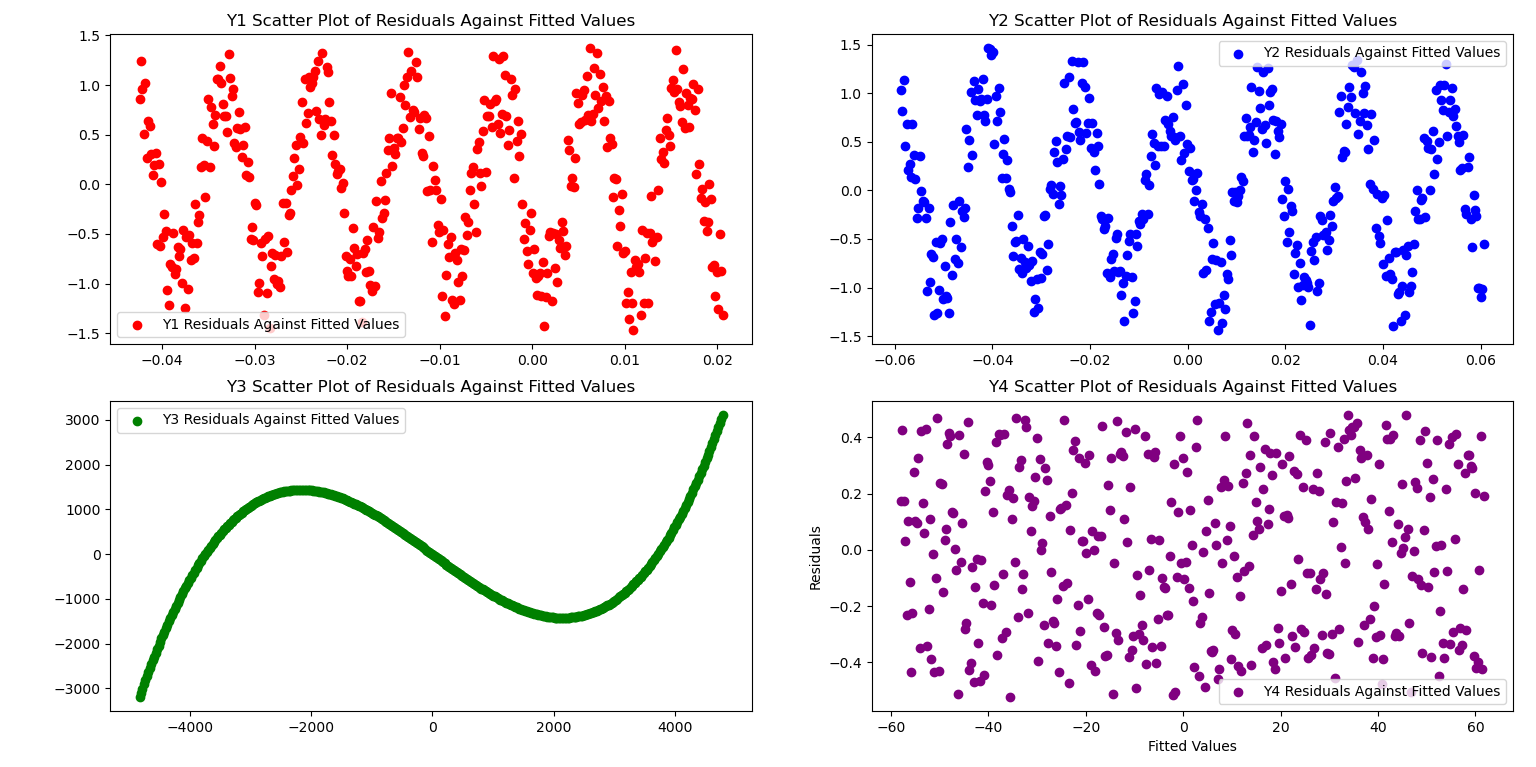 Y1 Scatter Plot of Residuals Against Fitted Values
1.5
1.0
0.5
0.0
−0.5
−1.0
−1.5
Y1 Residuals Against Fitted Values
−0.04 −0.03 −0.02 −0.01 0.00 0.01 0.02
Y2 Scatter Plot of Residuals Against Fitted Values
1.5
1.0
0.5
0.0
−0.5
−1.0
−1.5
Y2 Residuals Against Fitted Values
−0.06 −0.04 −0.02 0.00 0.02 0.04 0.06
Y3 Scatter Plot of Residuals Against Fitted Values
3000
2000
1000
0
−1000
−2000
−3000
Y3 Residuals Against Fitted Values
−4000 −2000 0 2000 4000
Y4 Scatter Plot of Residuals Against Fitted Values
Residuals
0.4
0.2
0.0
−0.2
−0.4
Y4 Residuals Against Fitted Values
−60 −40 −20 0 20 40 60
Fitted Values